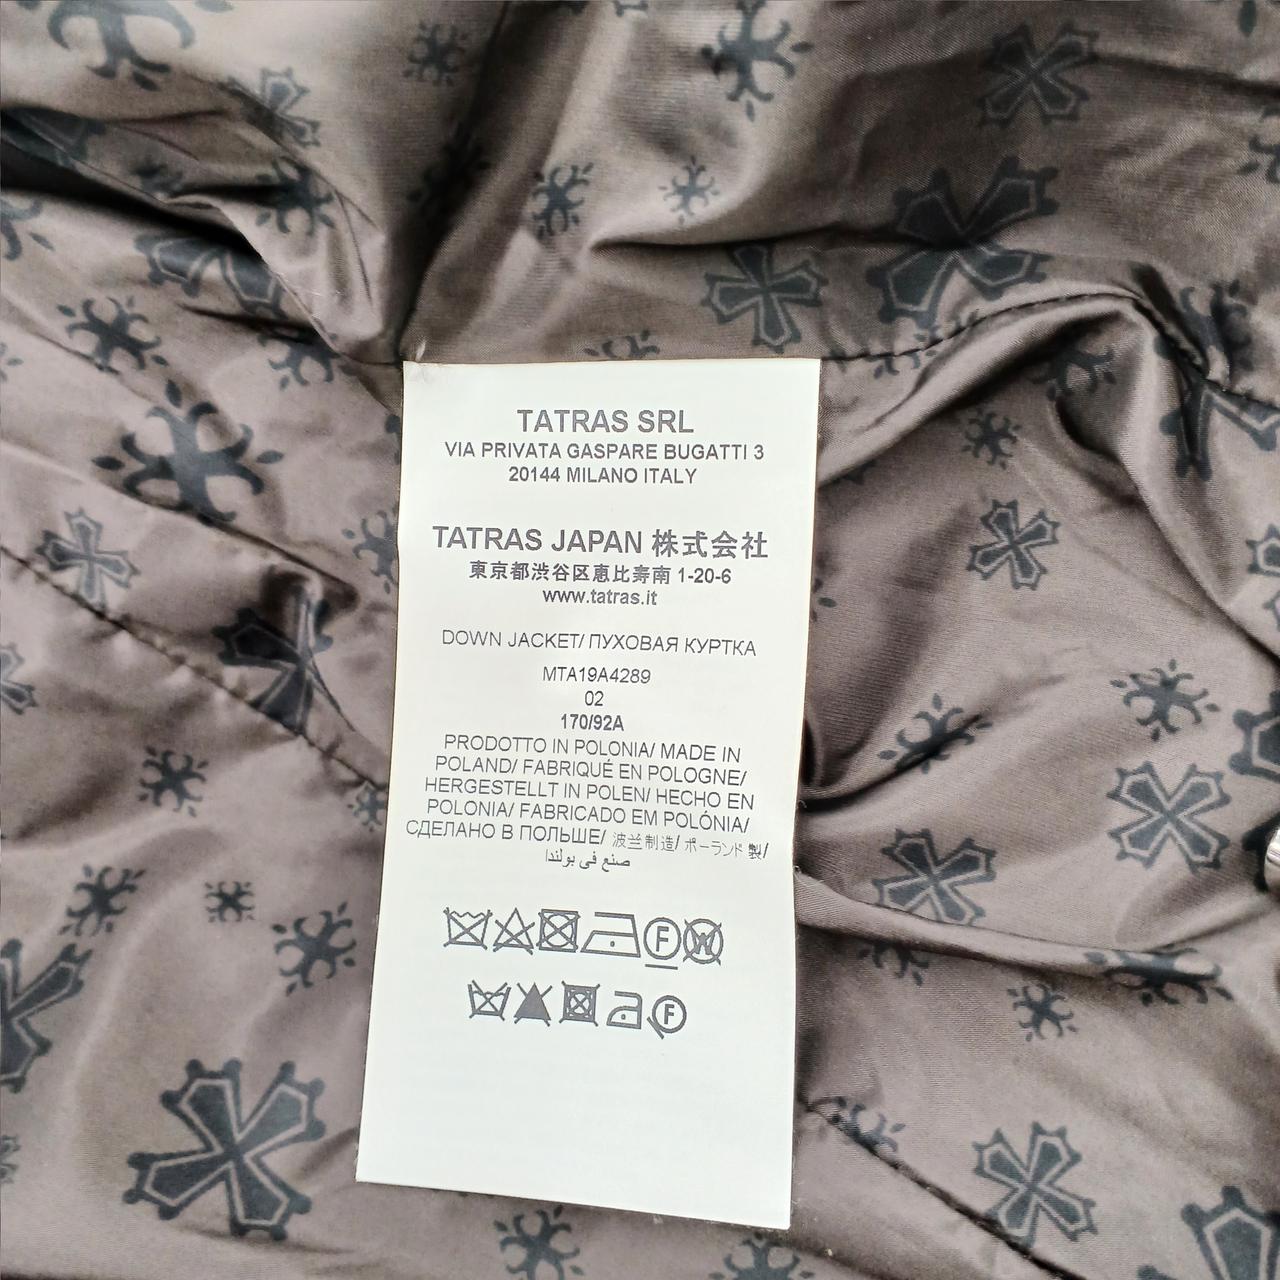 TATRAS SRL
VIA PRIVATA GASPARE BUGATTI 3
20144 MILANO ITALY
TATRAS JAPAN 株式会社
東京都渋谷区恵比寿南 1-20-6
www.tatras.it
DOWN JACKET/ ПУХОВАЯ КУРТКА
MTA19A4289
02
170/92A
PRODOTTO IN POLONIA/ MADE IN
POLAND/ FABRIQUÉ EN POLOGNE/
HERGESTELLT IN POLEN/ HECHO EN
POLONIA/ FABRICADO EM POLÓNIA/
СДЕЛАНО В ПОЛЬШЕ/ 波兰制造/ ポーランド製/
صنع في بولندا
F W
F